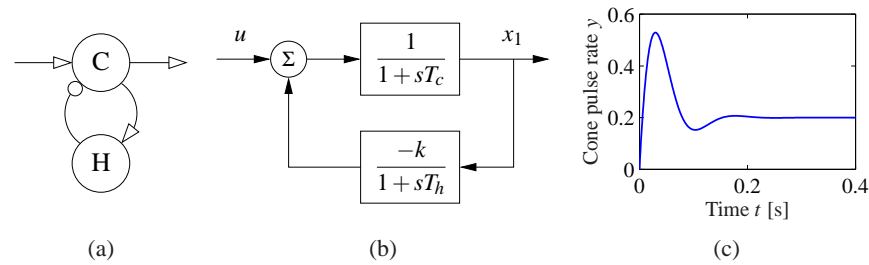 C
H
(a)
u
Σ
1
1 + sT_c
x_1
−k
1 + sT_h
(b)
Cone pulse rate y
0.6
0.4
0.2
0
0
0.2
0.4
Time t [s]
(c)